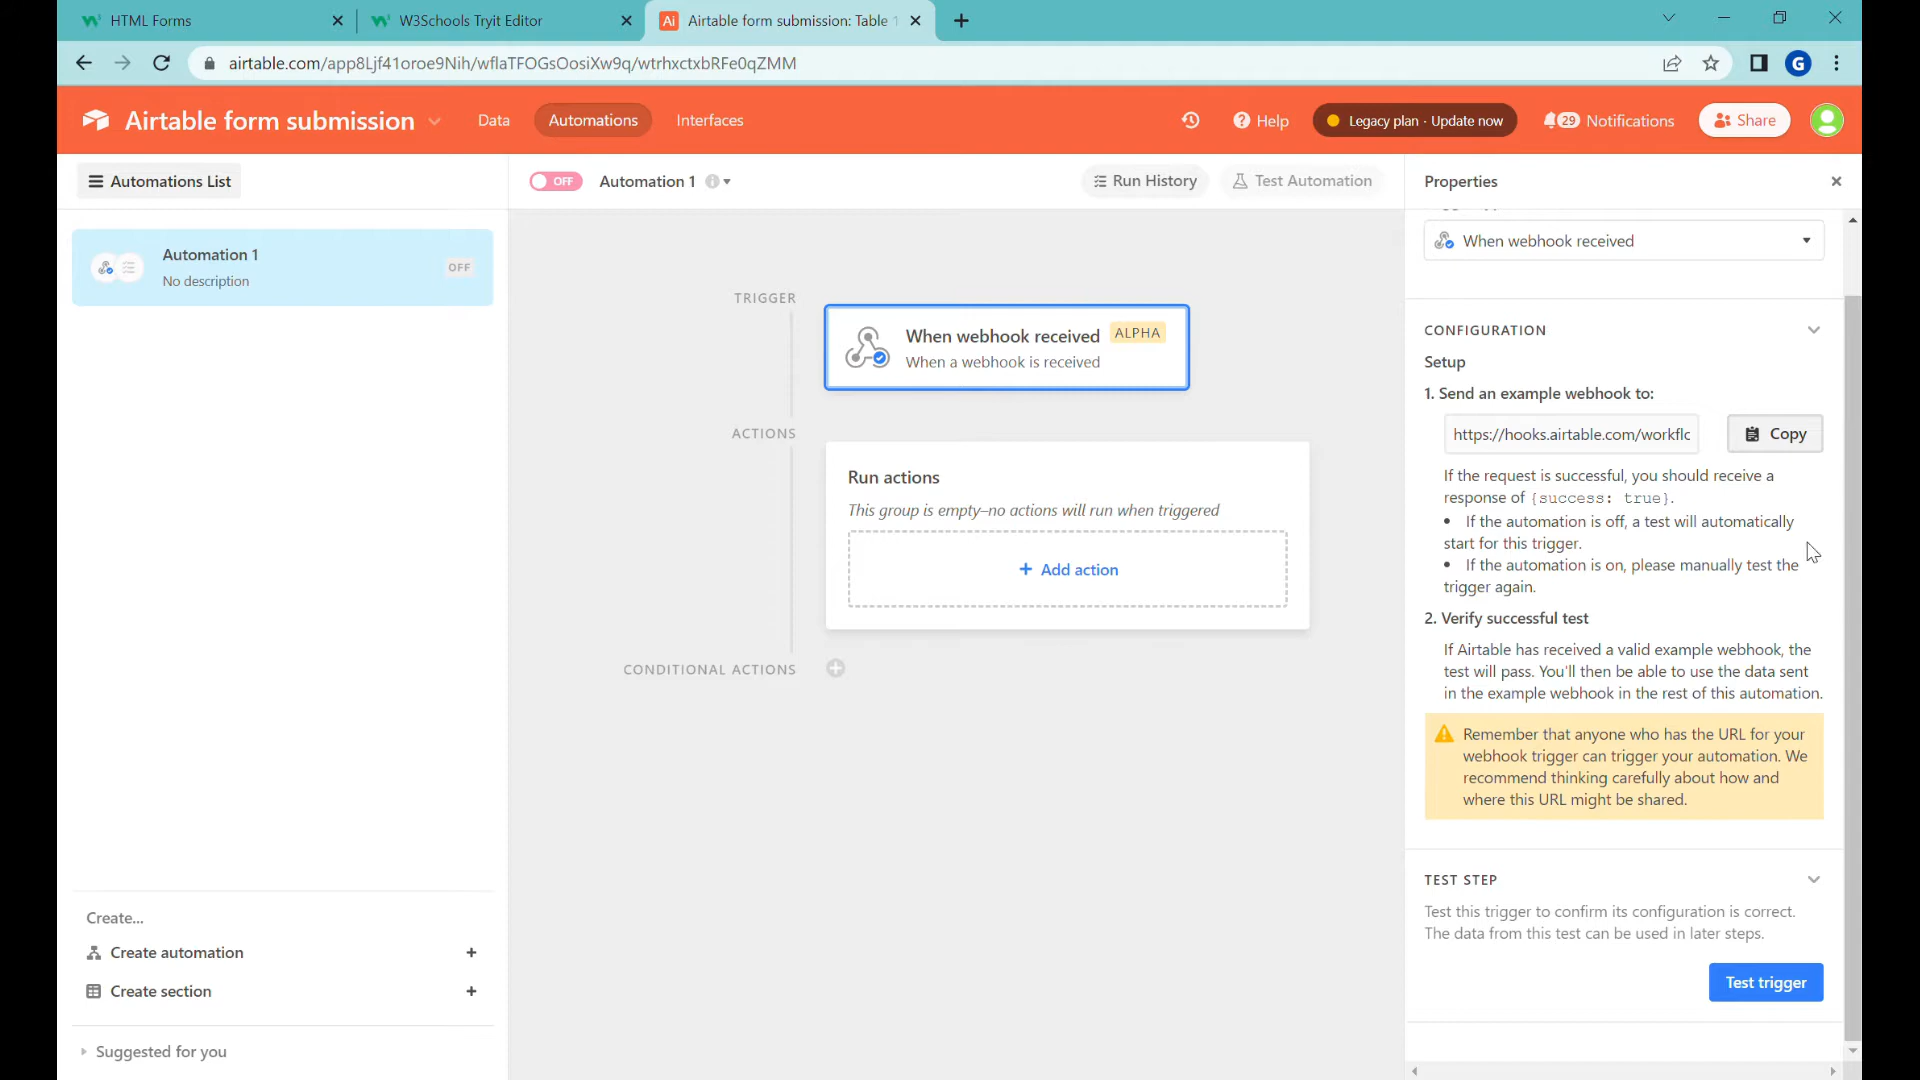 HTML Forms
W3Schools Tryit Editor
Ai Airtable form submission: Table 1
airtable.com/app8Ljf41oroe9Nih/wflaTFOGsOosiXw9q/wtrhxctxbRFe0qZMM
G
Airtable form submission
Data
Automations
Interfaces
Help
Legacy plan · Update now
29 Notifications
Share
Automations List
OFF
Automation 1
Run History
Test Automation
Properties
Automation 1
No description
OFF
TRIGGER
When webhook received
ALPHA
When a webhook is received
ACTIONS
Run actions
This group is empty–no actions will run when triggered
+ Add action
CONDITIONAL ACTIONS
When webhook received
CONFIGURATION
Setup
1. Send an example webhook to:
https://hooks.airtable.com/workflc
Copy
If the request is successful, you should receive a
response of {success: true}.
• If the automation is off, a test will automatically
start for this trigger.
• If the automation is on, please manually test the
trigger again.
2. Verify successful test
If Airtable has received a valid example webhook, the
test will pass. You'll then be able to use the data sent
in the example webhook in the rest of this automation.
Remember that anyone who has the URL for your
webhook trigger can trigger your automation. We
recommend thinking carefully about how and
where this URL might be shared.
TEST STEP
Test this trigger to confirm its configuration is correct.
The data from this test can be used in later steps.
Test trigger
Create...
Create automation
Create section
Suggested for you